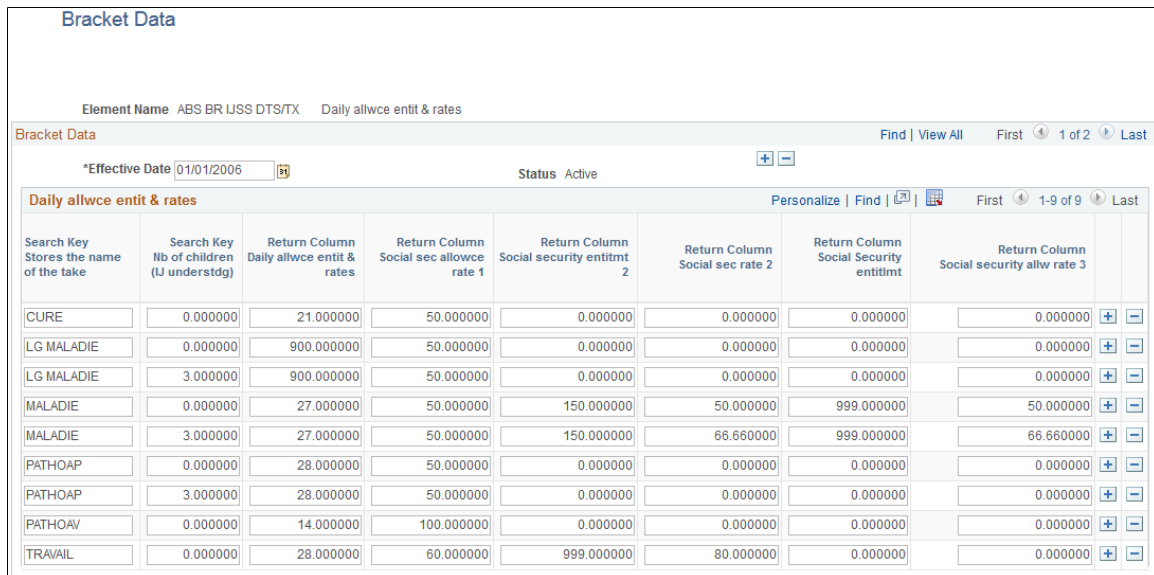 Bracket Data
Element Name ABS BR IJSS DTS/TX Daily allwce entit & rates
Bracket Data Find | View All First 1 of 2 Last
*Effective Date 01/01/2006 31 Status Active
Daily allwce entit & rates Personalize | Find | | First 1-9 of 9 Last
Search Key Stores the name of the take
Search Key Nb of children (IJ understdg)
Return Column Daily allwce entit & rates
Return Column Social sec allowce rate 1
Return Column Social security entitmt 2
Return Column Social sec rate 2
Return Column Social Security entitlmt
Return Column Social security allw rate 3
CURE 0.000000 21.000000 50.000000 0.000000 0.000000 0.000000 0.000000
LG MALADIE 0.000000 900.000000 50.000000 0.000000 0.000000 0.000000 0.000000
LG MALADIE 3.000000 900.000000 50.000000 0.000000 0.000000 0.000000 0.000000
MALADIE 0.000000 27.000000 50.000000 150.000000 50.000000 999.000000 50.000000
MALADIE 3.000000 27.000000 50.000000 150.000000 66.660000 999.000000 66.660000
PATHOAP 0.000000 28.000000 50.000000 0.000000 0.000000 0.000000 0.000000
PATHOAP 3.000000 28.000000 50.000000 0.000000 0.000000 0.000000 0.000000
PATHOAV 0.000000 14.000000 100.000000 0.000000 0.000000 0.000000 0.000000
TRAVAIL 0.000000 28.000000 60.000000 999.000000 80.000000 0.000000 0.000000